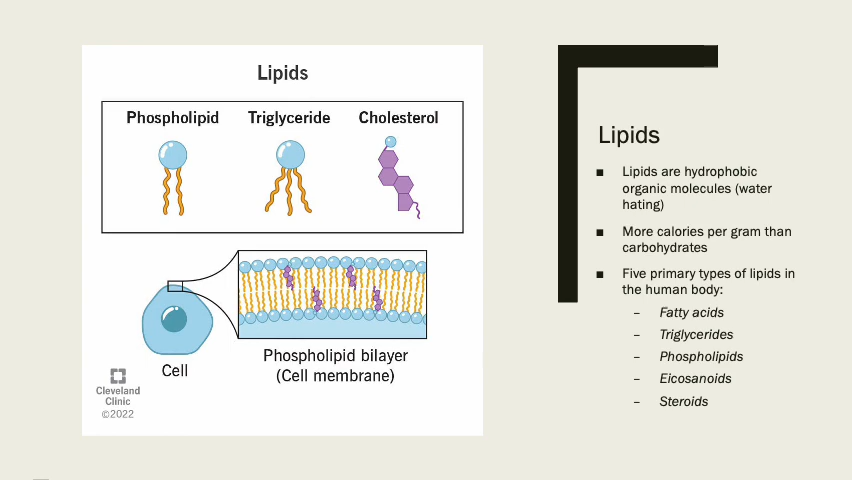 Lipids
Phospholipid
Triglyceride
Cholesterol
Cell
Phospholipid bilayer
(Cell membrane)
Cleveland
Clinic
©2022
Lipids
■ Lipids are hydrophobic
organic molecules (water
hating)
■ More calories per gram than
carbohydrates
■ Five primary types of lipids in
the human body:
– Fatty acids
– Triglycerides
– Phospholipids
– Eicosanoids
– Steroids